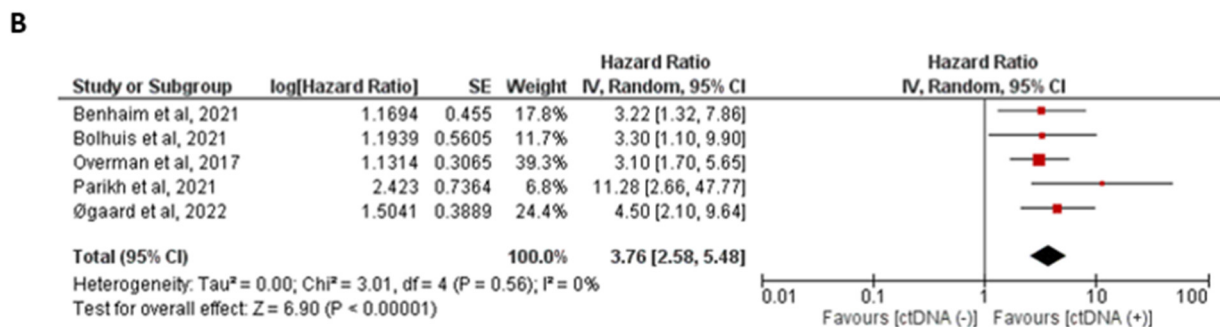 B
Hazard Ratio Hazard Ratio
Study or Subgroup log[Hazard Ratio] SE Weight IV, Random, 95% CI IV, Random, 95% CI
Benhaim et al, 2021 1.1694 0.455 17.8% 3.22 [1.32, 7.86]
Bolhuis et al, 2021 1.1939 0.5605 11.7% 3.30 [1.10, 9.90]
Overman et al, 2017 1.1314 0.3065 39.3% 3.10 [1.70, 5.65]
Parikh et al, 2021 2.423 0.7364 6.8% 11.28 [2.66, 47.77]
Øgaard et al, 2022 1.5041 0.3889 24.4% 4.50 [2.10, 9.64]
Total (95% CI) 100.0% 3.76 [2.58, 5.48]
Heterogeneity: Tau² = 0.00; Chi² = 3.01, df = 4 (P = 0.56); I² = 0%
Test for overall effect: Z = 6.90 (P < 0.00001)
0.01 0.1 1 10 100
Favours [ctDNA (-)] Favours [ctDNA (+)]